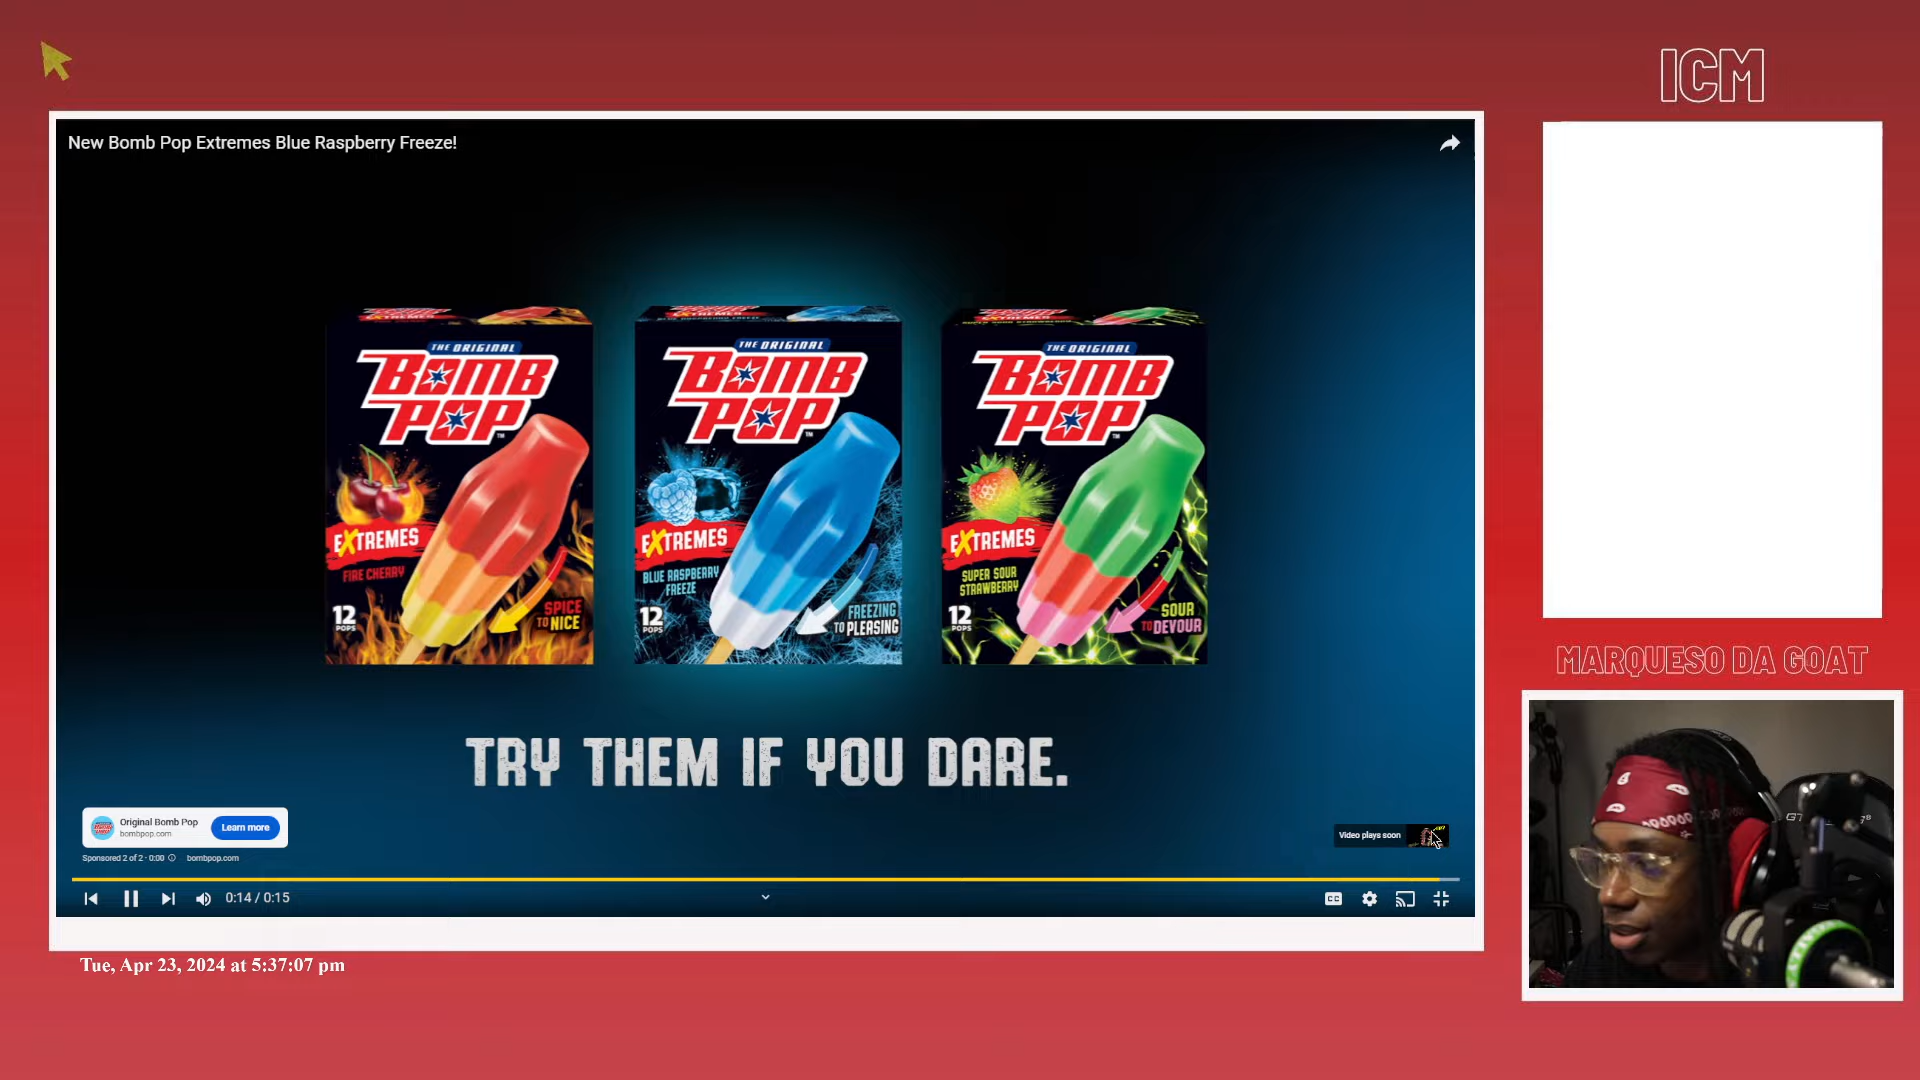 ICM
New Bomb Pop Extremes Blue Raspberry Freeze!
THE ORIGINAL
BOMB
POP
EXTREMES
FIRE CHERRY
12
POPS
SPICE
TO NICE
THE ORIGINAL
BOMB
POP
EXTREMES
BLUE RASPBERRY
FREEZE
12
POPS
FREEZING
TO PLEASING
THE ORIGINAL
BOMB
POP
EXTREMES
SUPER SOUR
STRAWBERRY
12
POPS
SOUR
TO DEVOUR
TRY THEM IF YOU DARE.
Original Bomb Pop
bombpop.com
Learn more
Sponsored 2 of 2 · 0:00
bombpop.com
Video plays soon
0:14 / 0:15
CC
Tue, Apr 23, 2024 at 5:37:07 pm
MARQUESO DA GOAT